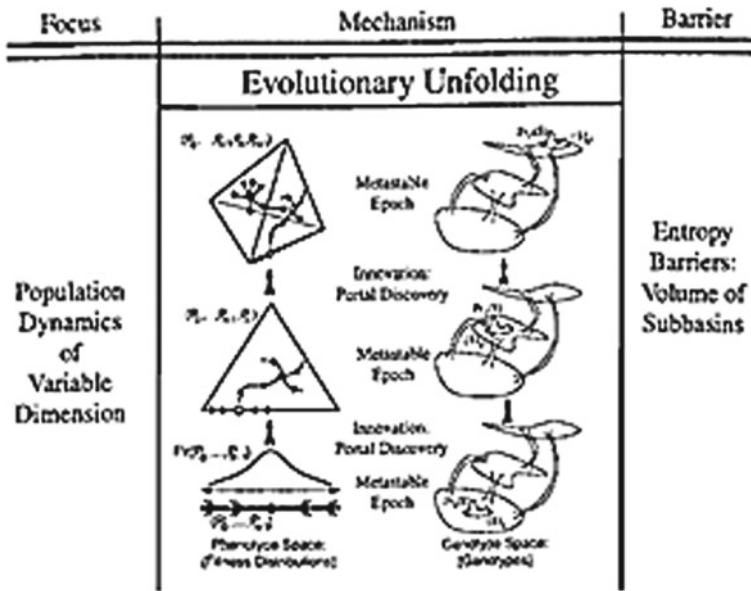 Focus
Mechanism
Barrier
Evolutionary Unfolding
Metastable
Epoch
Innovation:
Portal Discovery
Metastable
Epoch
Innovation:
Portal Discovery
Metastable
Epoch
Phenotype Space:
(Fitness Distributions)
Genotype Space:
(Genotypes)
Population
Dynamics
of
Variable
Dimension
Entropy
Barriers:
Volume of
Subbasins